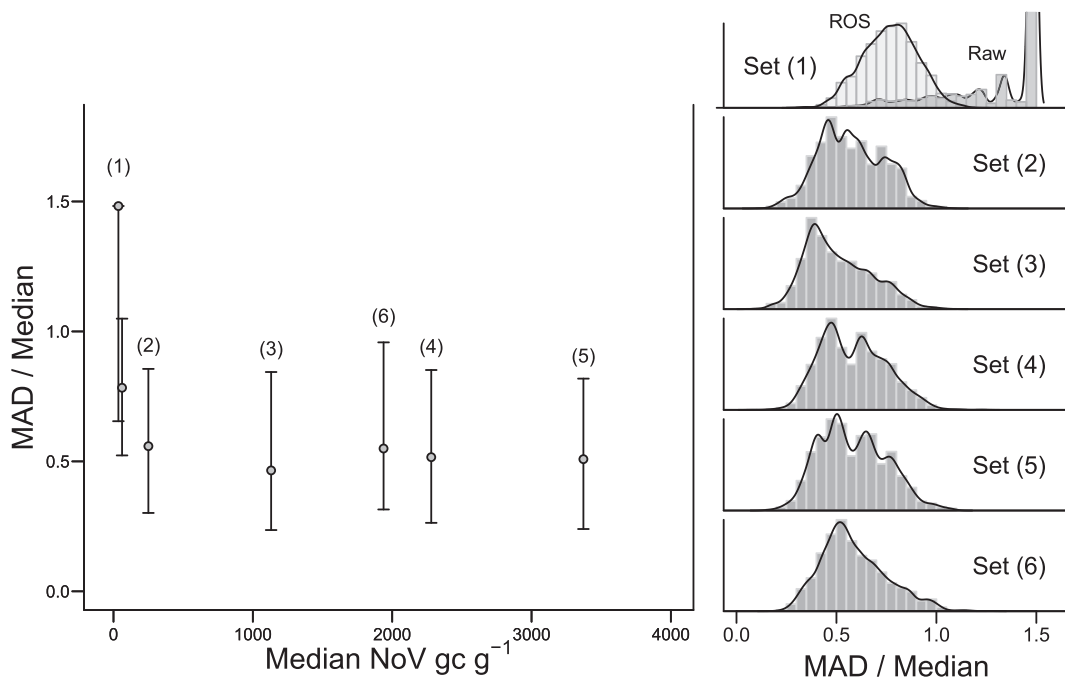 (1)
(2)
(3)
(6)
(4)
(5)
1.5
1.0
0.5
0.0
MAD / Median
0
1000
2000
3000
4000
Median NoV gc g⁻¹
ROS
Raw
Set (1)
Set (2)
Set (3)
Set (4)
Set (5)
Set (6)
0.0
0.5
1.0
1.5
MAD / Median